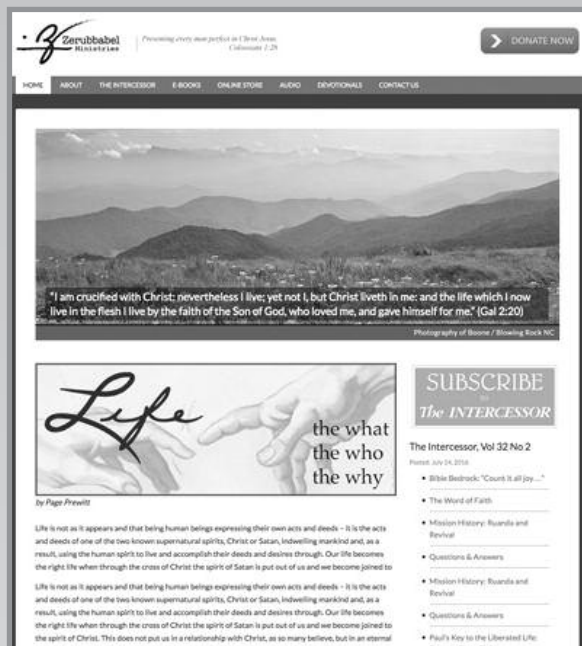 Zerubbabel
Ministries
Presenting every man perfect in Christ Jesus.
Colossians 1:28
DONATE NOW
HOME ABOUT THE INTERCESSOR E-BOOKS ONLINE STORE AUDIO DEVOTIONALS CONTACT US
"I am crucified with Christ: nevertheless I live; yet not I, but Christ liveth in me: and the life which I now
live in the flesh I live by the faith of the Son of God, who loved me, and gave himself for me." (Gal 2:20)
Photography of Boone / Blowing Rock NC
Life
the what
the who
the why
by Page Prewitt
Life is not as it appears and that being human beings expressing their own acts and deeds – it is the acts
and deeds of one of the two known supernatural spirits, Christ or Satan, indwelling mankind and, as a
result, using the human spirit to live and accomplish their deeds and desires through. Our life becomes
the right life when through the cross of Christ the spirit of Satan is put out of us and we become joined to
Life is not as it appears and that being human beings expressing their own acts and deeds – it is the acts
and deeds of one of the two known supernatural spirits, Christ or Satan, indwelling mankind and, as a
result, using the human spirit to live and accomplish their deeds and desires through. Our life becomes
the right life when through the cross of Christ the spirit of Satan is put out of us and we become joined to
the spirit of Christ. This does not put us in a relationship with Christ, as so many believe, but in an eternal
SUBSCRIBE
TO
The INTERCESSOR
The Intercessor, Vol 32 No 2
Posted: July 24, 2016
• Bible Bedrock: "Count it all joy…"
• The Word of Faith
• Mission History: Ruanda and
Revival
• Questions & Answers
• Mission History: Ruanda and
Revival
• Questions & Answers
• Paul's Key to the Liberated Life: